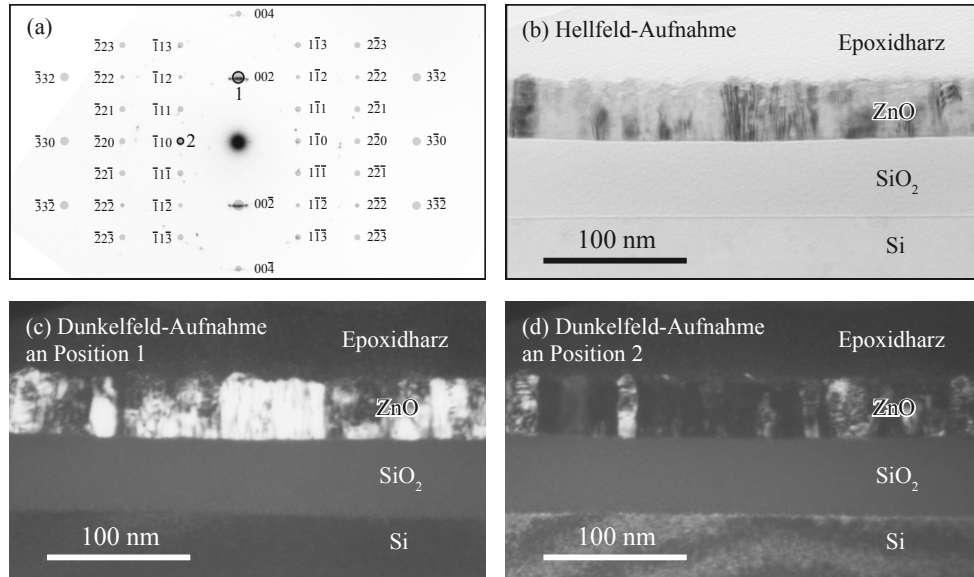 (a)
004
2̄23 1̄13 11̄3 22̄3
3̄32 2̄22 1̄12 002 11̄2 22̄2 33̄2
1
2̄21 1̄11 11̄1 22̄1
3̄30 2̄20 1̄10 2 11̄0 22̄0 33̄0
2̄21̄ 1̄11̄ 11̄1̄ 22̄1̄
3̄32̄ 2̄22̄ 1̄12̄ 002̄ 11̄2̄ 22̄2̄ 33̄2̄
2̄23̄ 1̄13̄ 11̄3̄ 22̄3̄
004̄
(b) Hellfeld-Aufnahme
Epoxidharz
ZnO
SiO₂
100 nm
Si
(c) Dunkelfeld-Aufnahme
an Position 1
Epoxidharz
ZnO
SiO₂
100 nm
Si
(d) Dunkelfeld-Aufnahme
an Position 2
Epoxidharz
ZnO
SiO₂
100 nm
Si